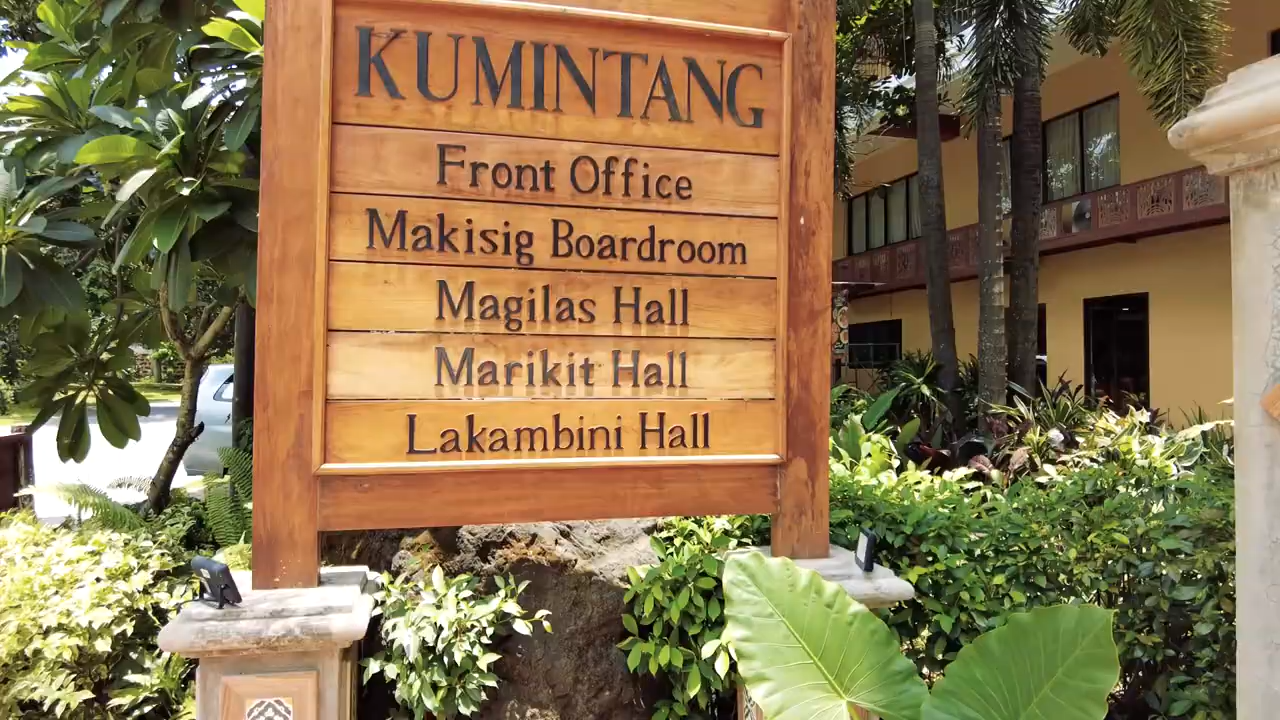 KUMINTANG
Front Office
Makisig Boardroom
Magilas Hall
Marikit Hall
Lakambini Hall